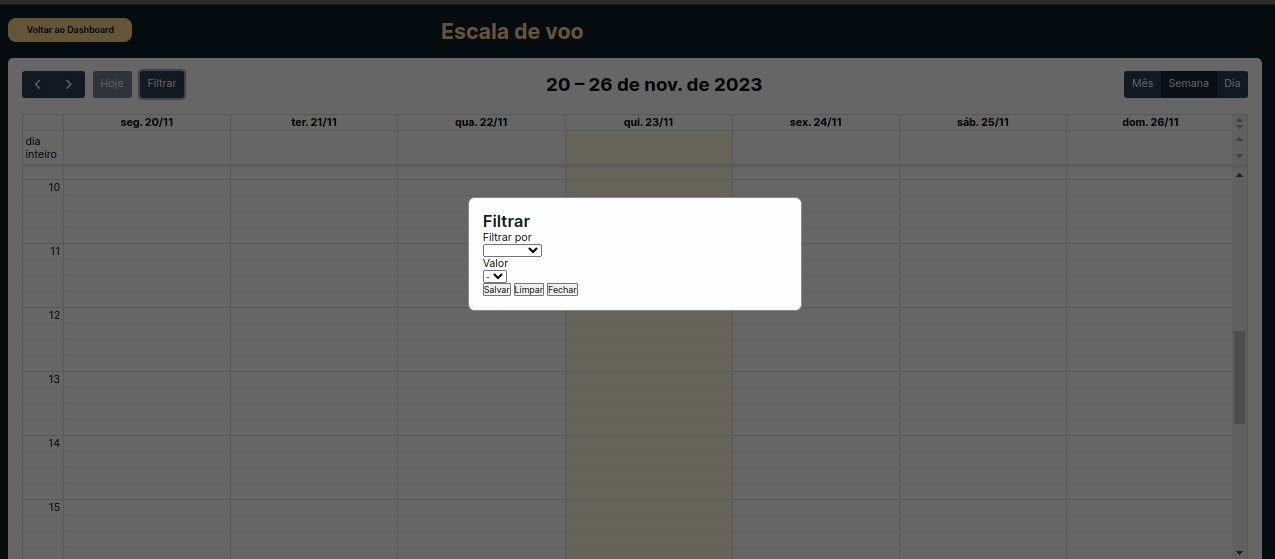 Voltar ao Dashboard
Escala de voo
Hoje
Filtrar
20 – 26 de nov. de 2023
Mês Semana Dia
seg. 20/11 ter. 21/11 qua. 22/11 qui. 23/11 sex. 24/11 sáb. 25/11 dom. 26/11
dia
inteiro
10
11
12
13
14
15
Filtrar
Filtrar por
Valor
-
Salvar Limpar Fechar